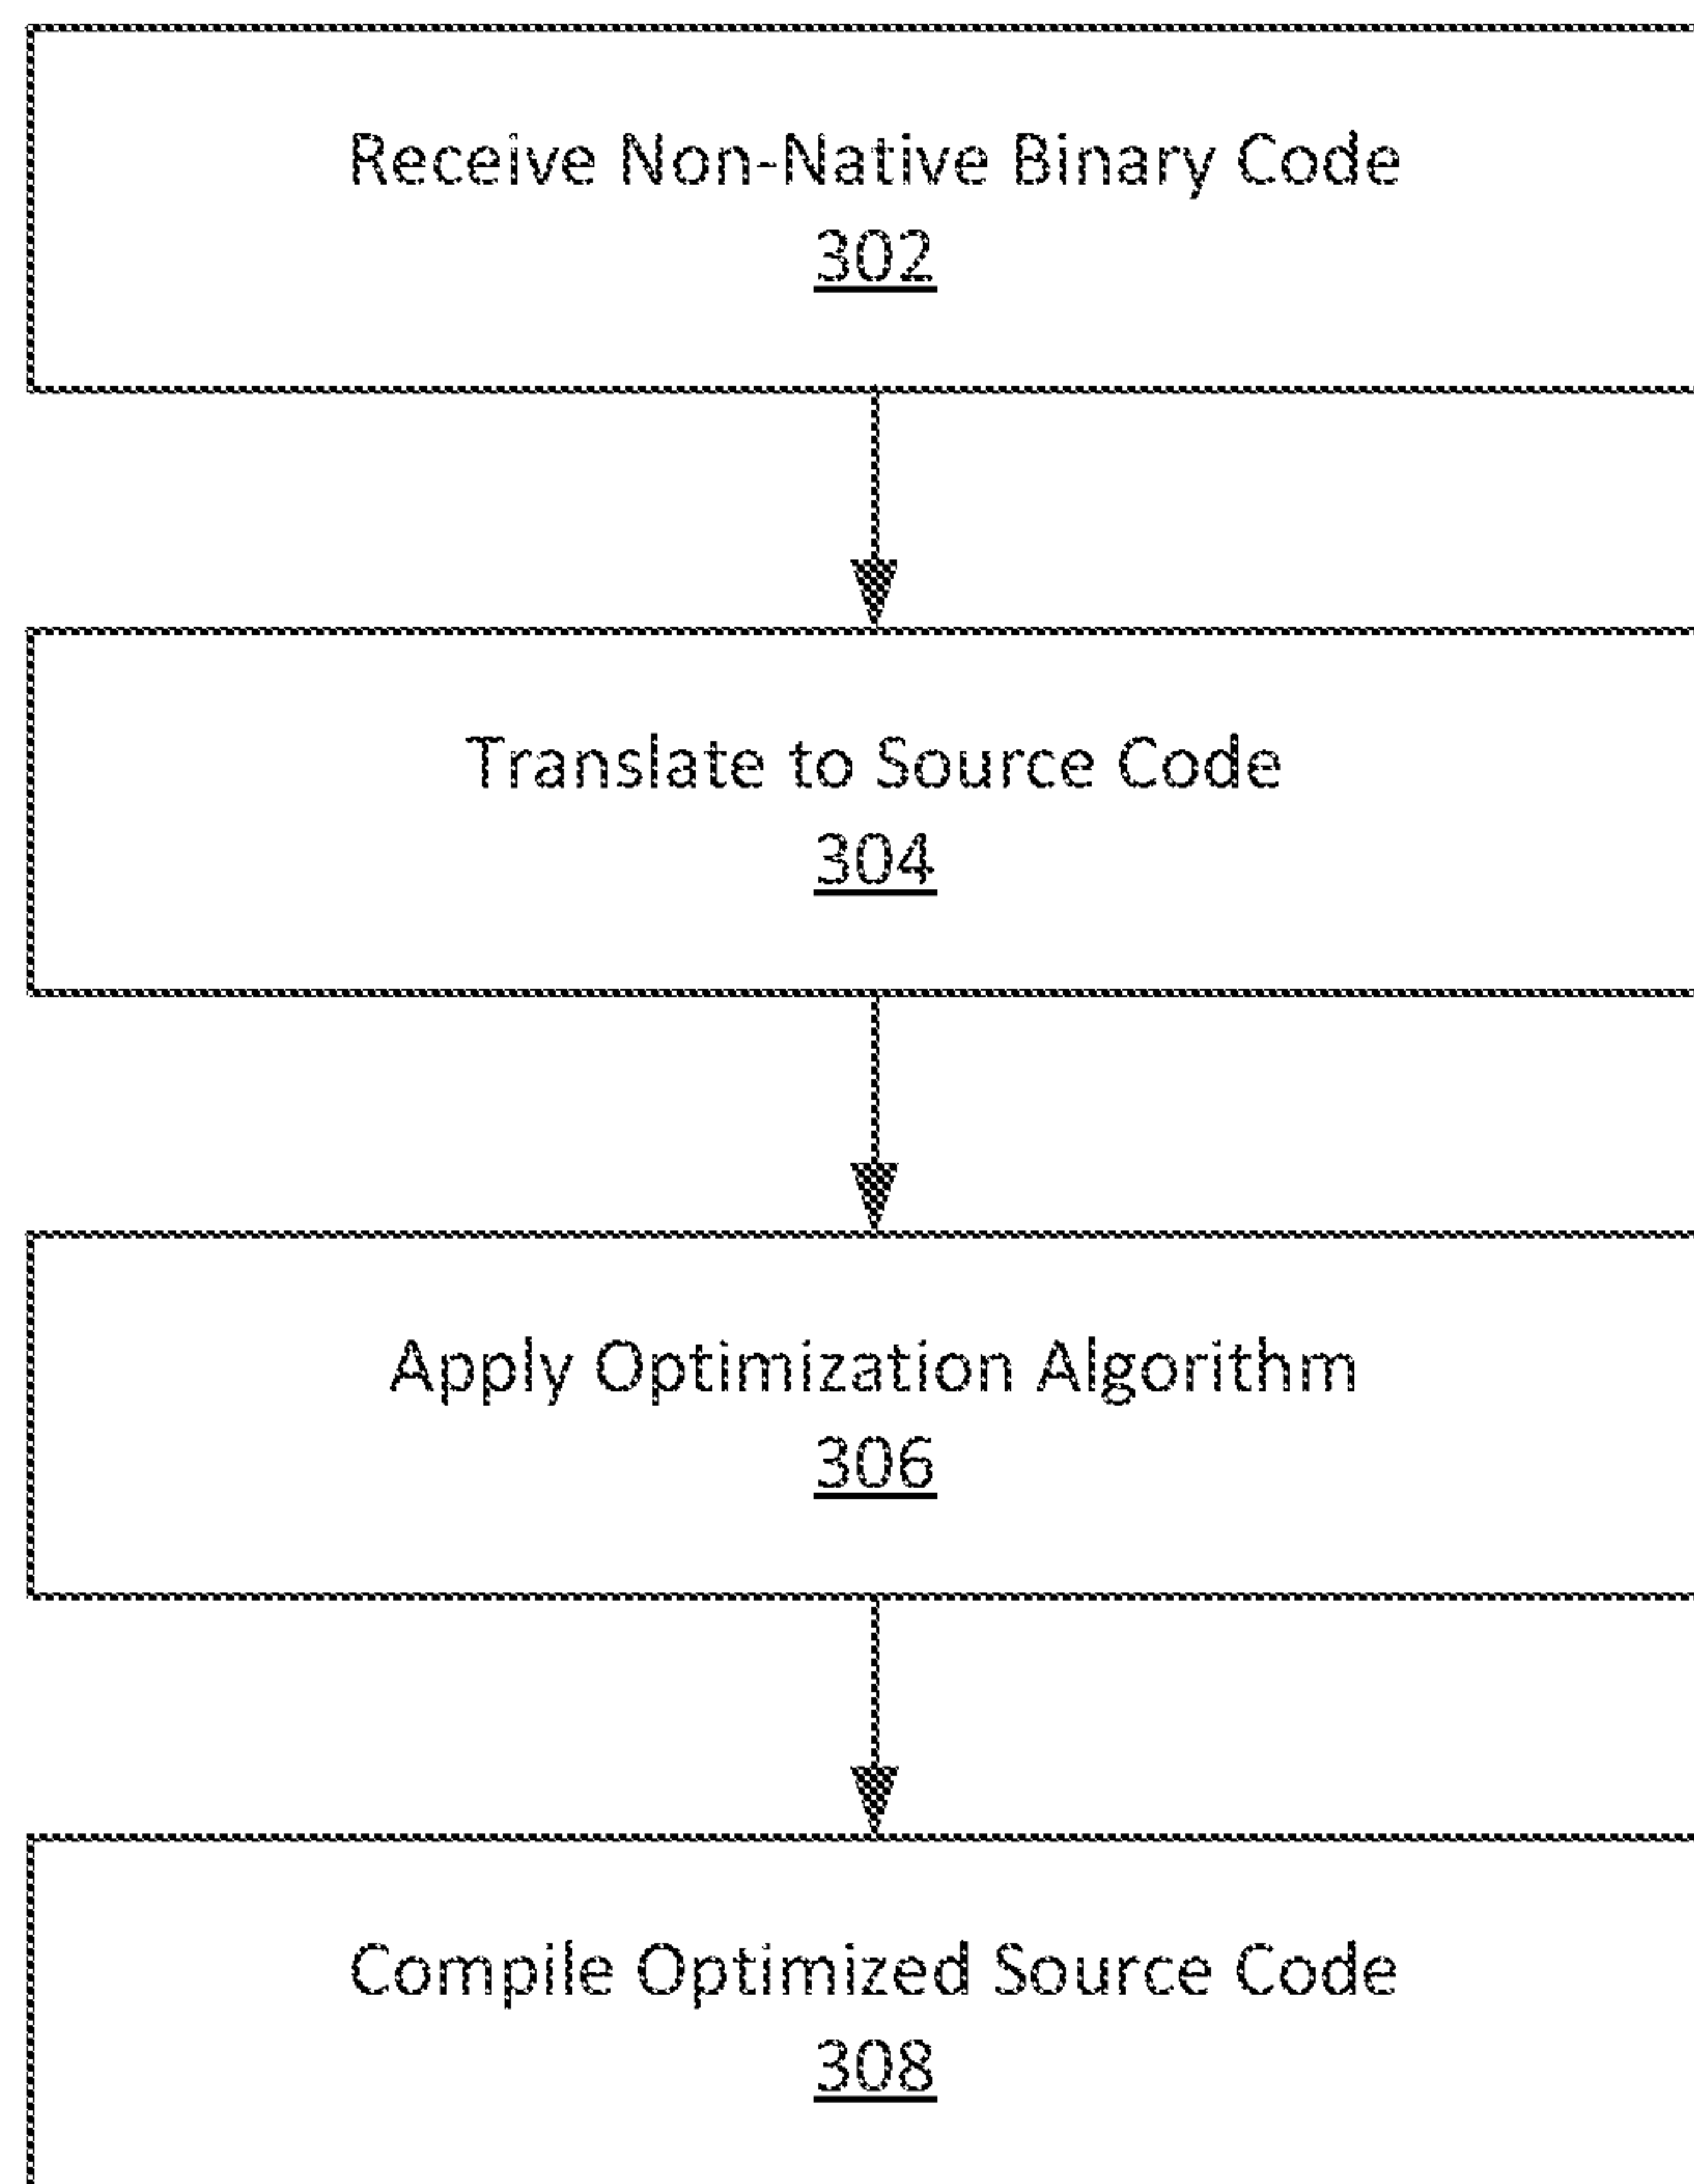 Receive Non-Native Binary Code
302
Translate to Source Code
304
Apply Optimization Algorithm
306
Compile Optimized Source Code
308